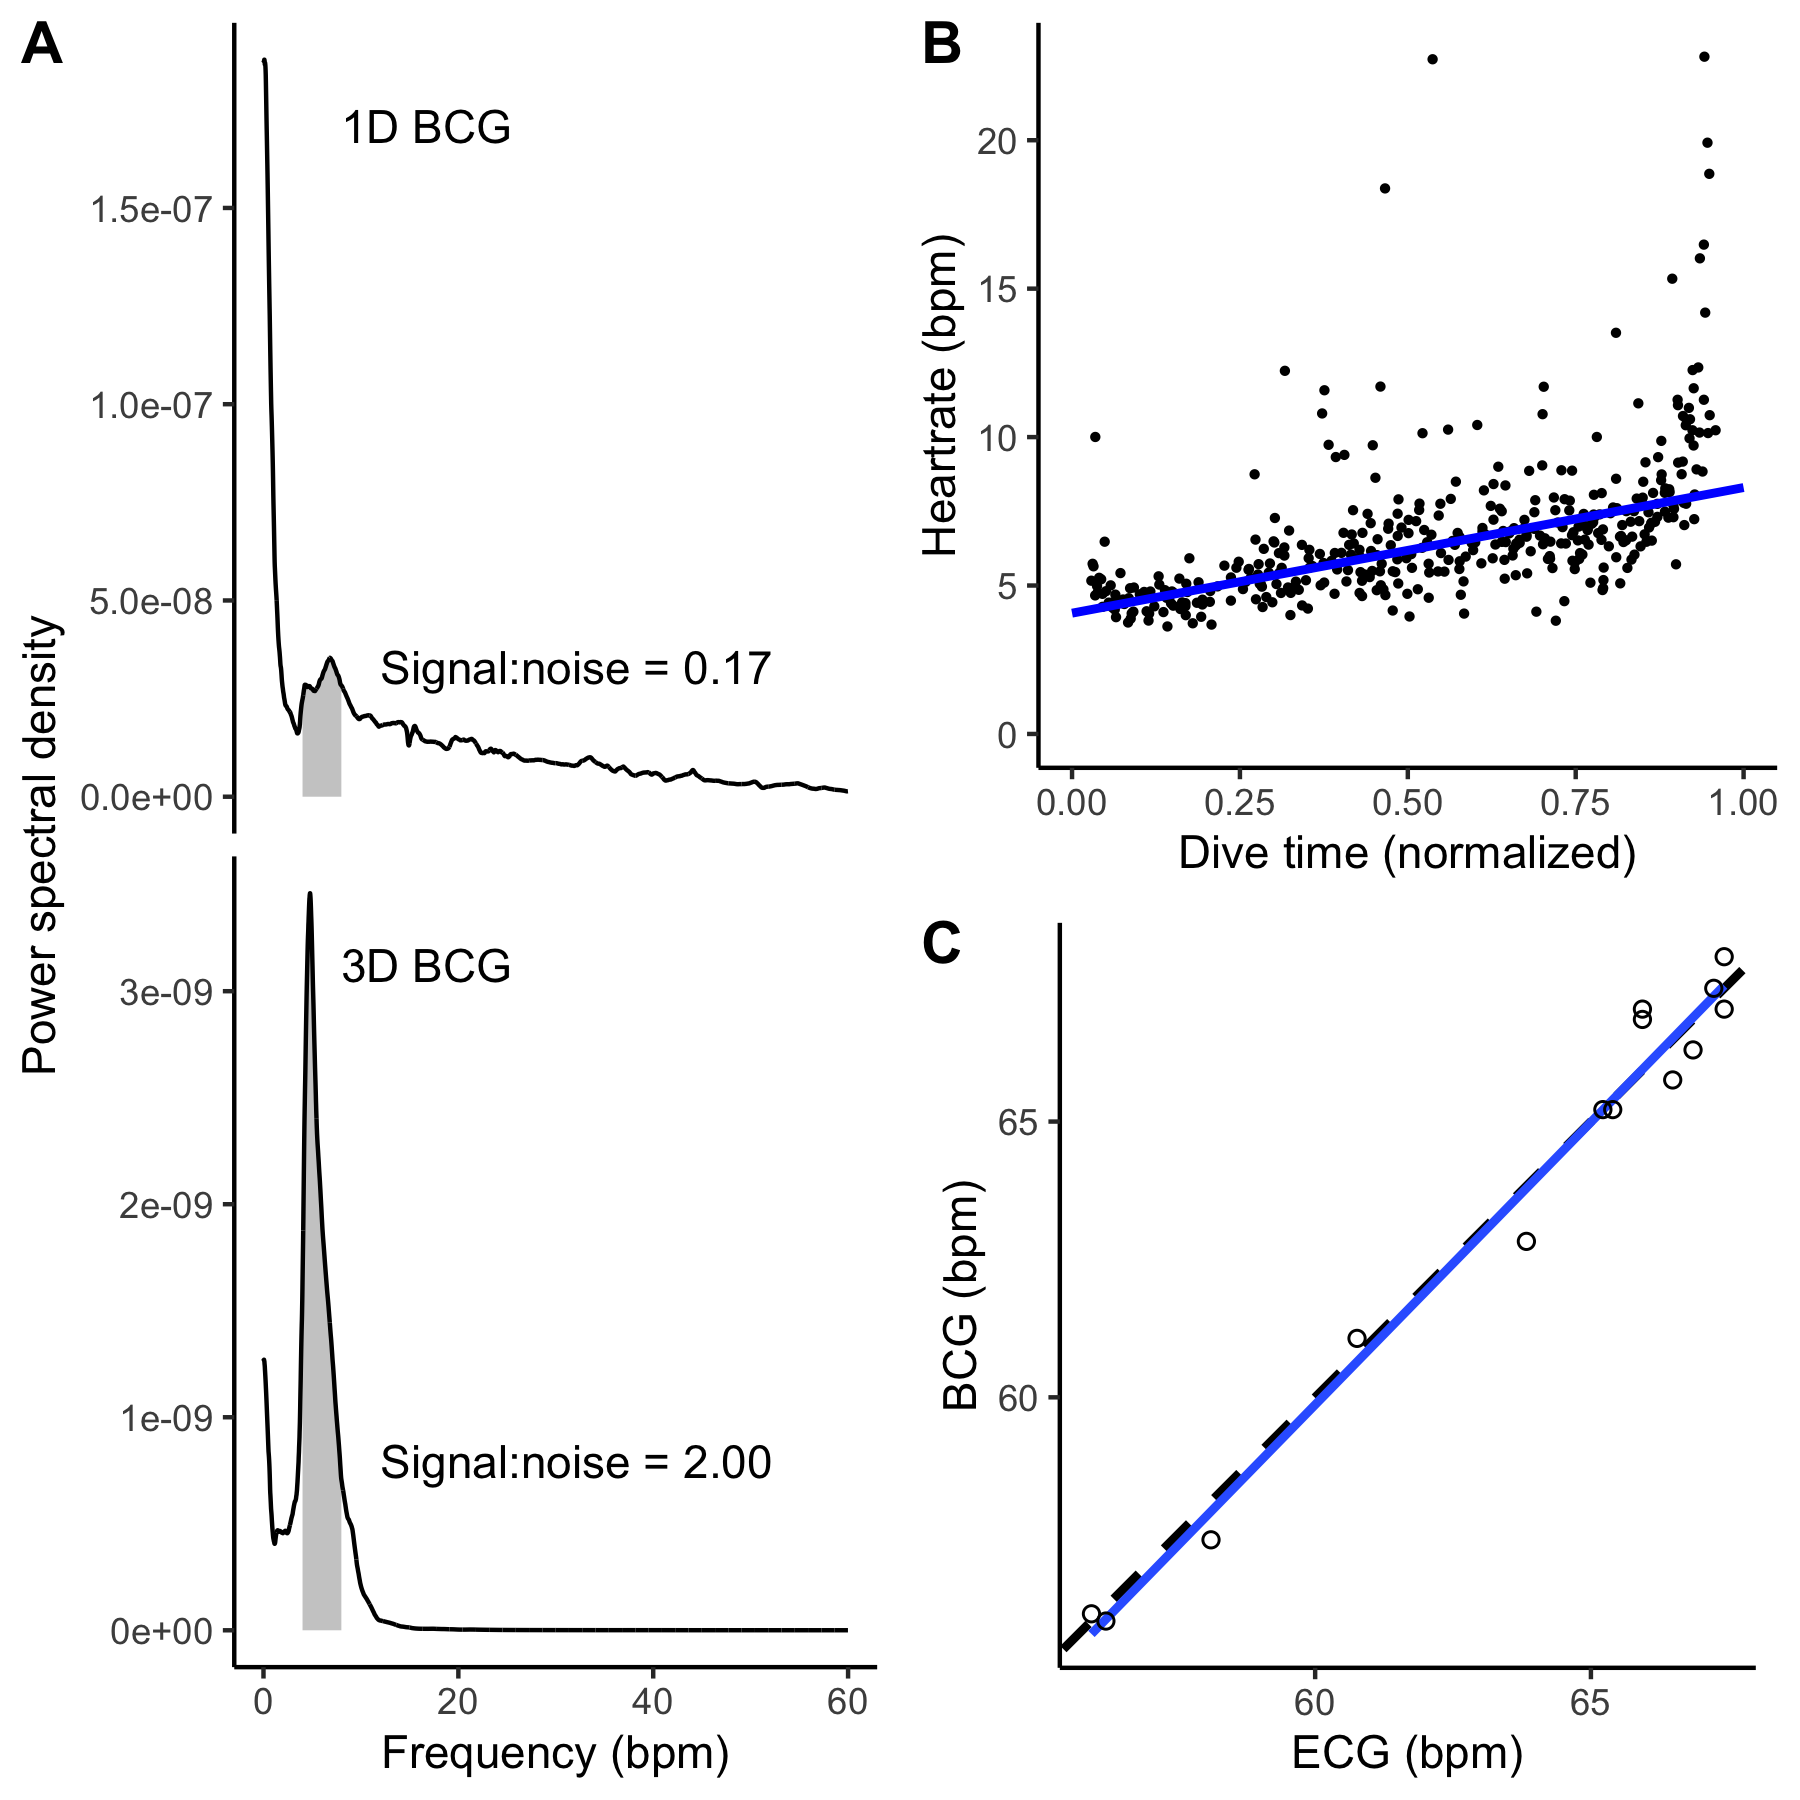 A
Power spectral density
1D BCG
1.5e-07
1.0e-07
5.0e-08
0.0e+00
Signal:noise = 0.17
3D BCG
3e-09
2e-09
1e-09
0e+00
Signal:noise = 2.00
0 20 40 60
Frequency (bpm)
B
Heartrate (bpm)
20
15
10
5
0
0.00 0.25 0.50 0.75 1.00
Dive time (normalized)
C
BCG (bpm)
65
60
60 65
ECG (bpm)